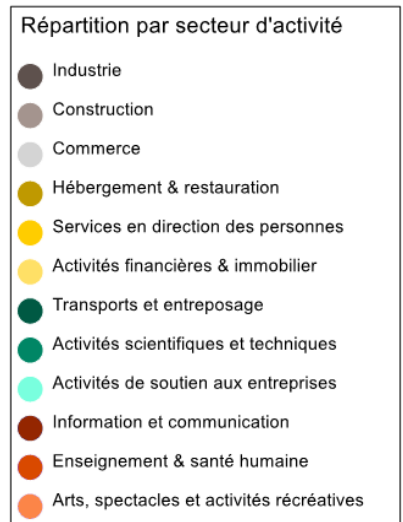 Répartition par secteur d'activité
Industrie
Construction
Commerce
Hébergement & restauration
Services en direction des personnes
Activités financières & immobilier
Transports et entreposage
Activités scientifiques et techniques
Activités de soutien aux entreprises
Information et communication
Enseignement & santé humaine
Arts, spectacles et activités récréatives